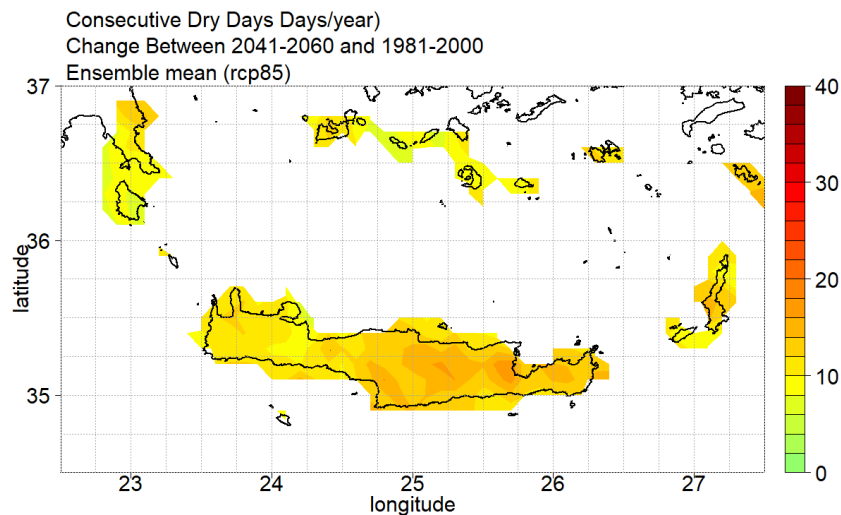 Consecutive Dry Days Days/year)
Change Between 2041-2060 and 1981-2000
Ensemble mean (rcp85)
37
36
35
latitude
23
24
25
26
27
longitude
40
30
20
10
0